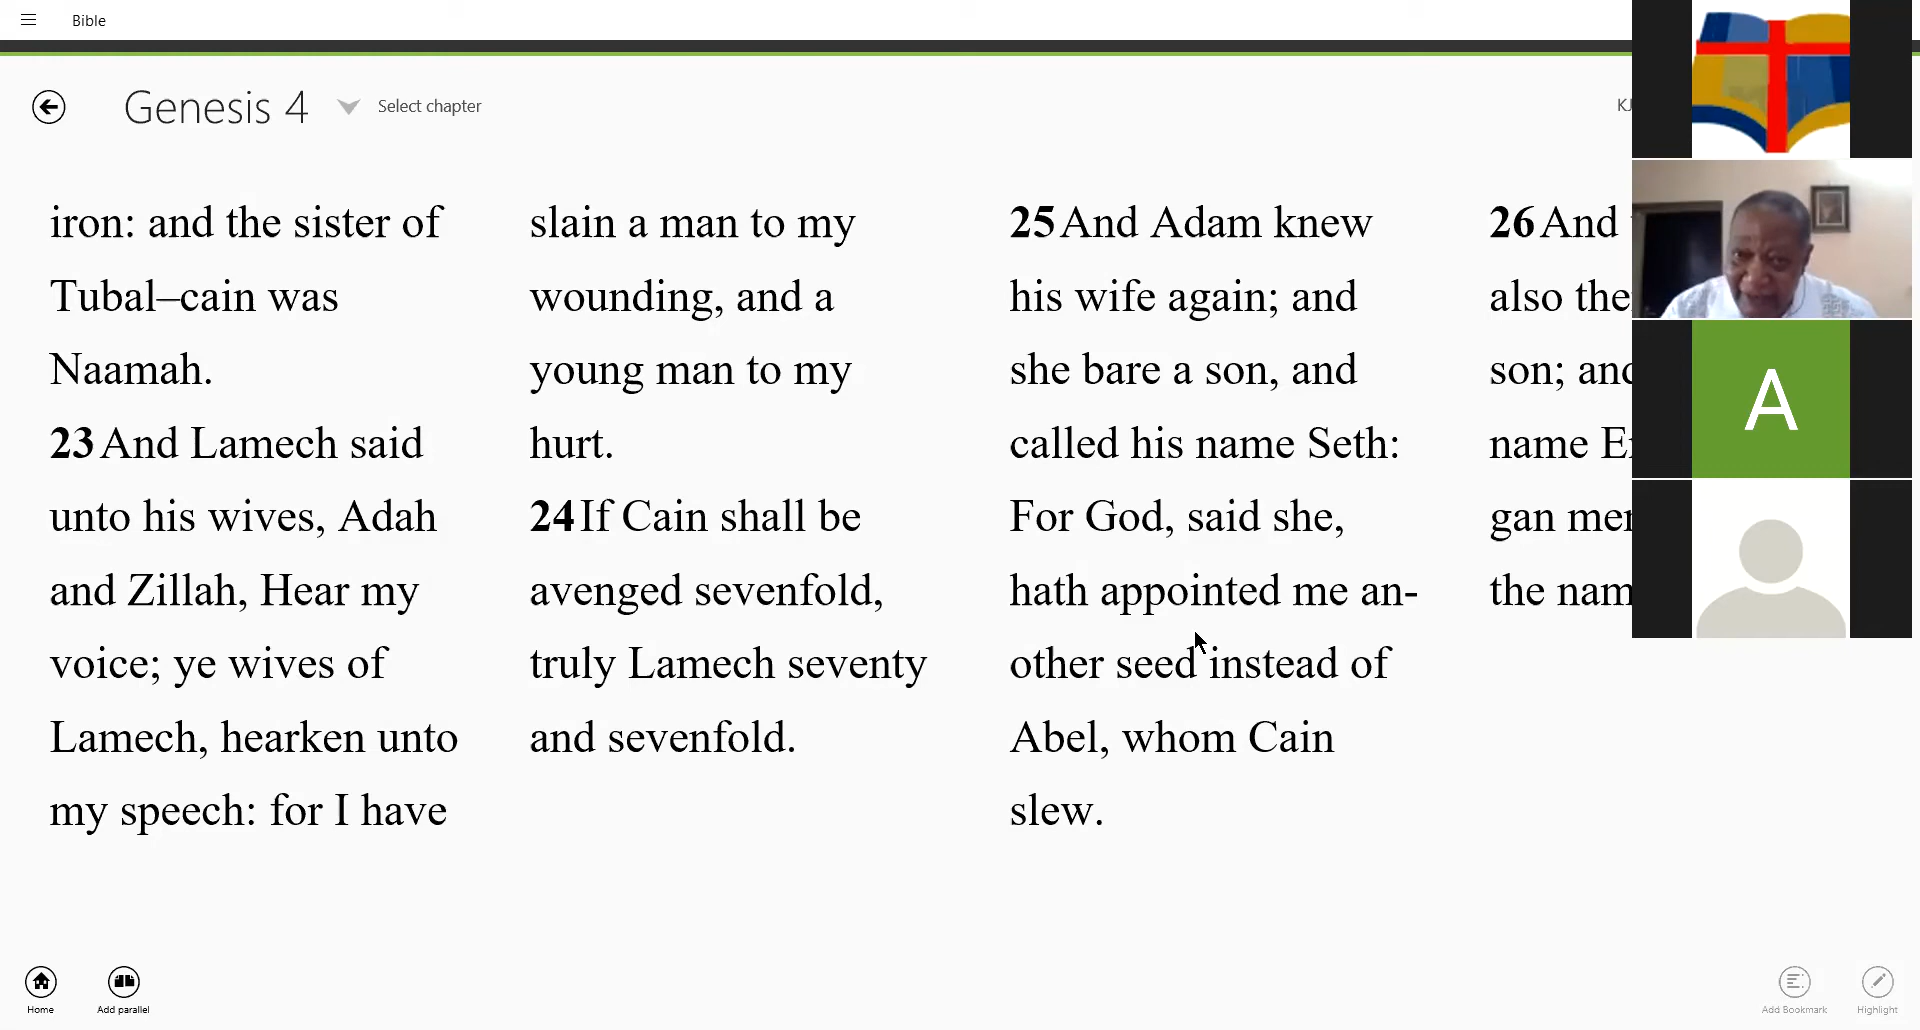 Bible
Genesis 4
Select chapter
KJ
iron: and the sister of
Tubal–cain was
Naamah.
23 And Lamech said
unto his wives, Adah
and Zillah, Hear my
voice; ye wives of
Lamech, hearken unto
my speech: for I have
slain a man to my
wounding, and a
young man to my
hurt.
24 If Cain shall be
avenged sevenfold,
truly Lamech seventy
and sevenfold.
25 And Adam knew
his wife again; and
she bare a son, and
called his name Seth:
For God, said she,
hath appointed me an-
other seed instead of
Abel, whom Cain
slew.
26 And
also
son;
name
gan
the
A
Home
Add parallel
Add Bookmark
Highlight